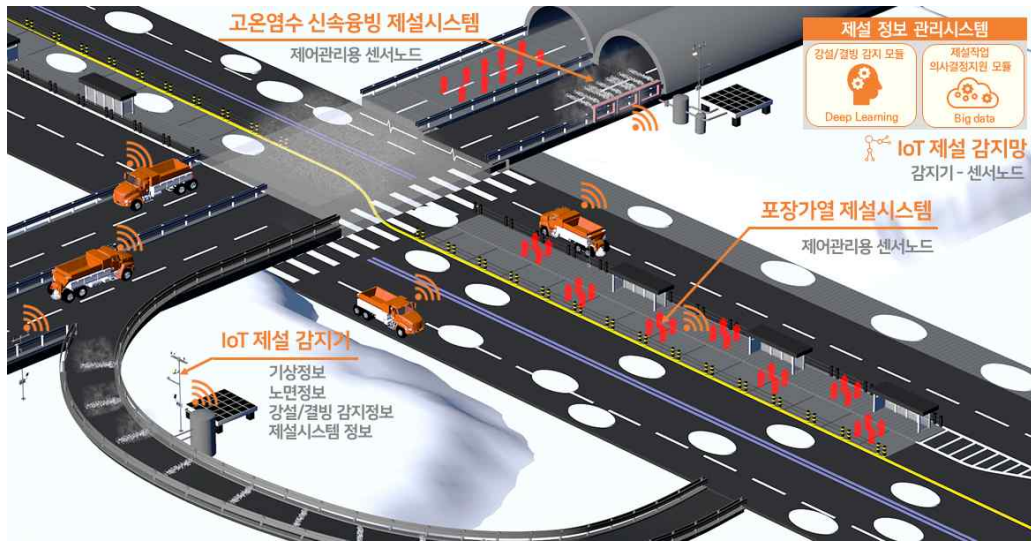 고온염수 신속융빙 제설시스템
제어관리용 센서노드
제설 정보 관리시스템
강설/결빙 감지 모듈
Deep Learning
제설작업
의사결정지원 모듈
Big data
IoT 제설 감지망
감지기 - 센서노드
포장가열 제설시스템
제어관리용 센서노드
IoT 제설 감지기
기상정보
노면정보
강설/결빙 감지정보
제설시스템 정보